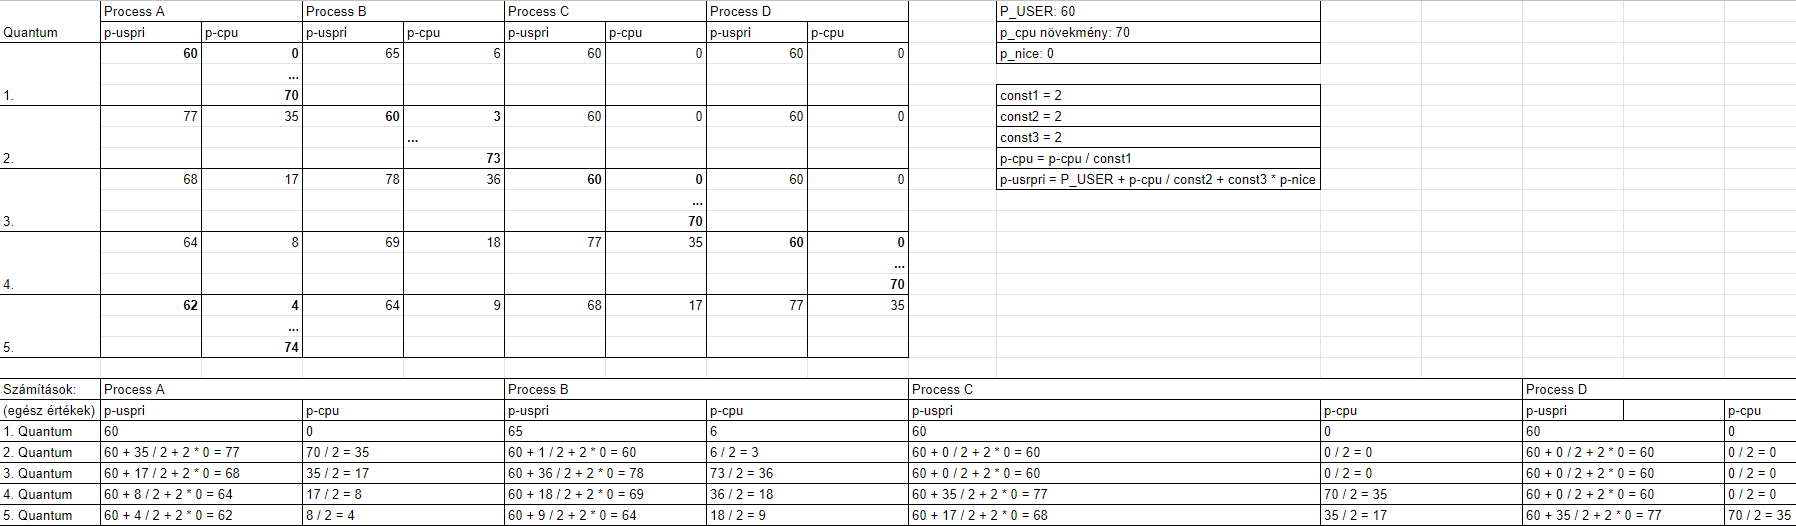 Process A Process B Process C Process D P_USER: 60
Quantum p-uspri p-cpu p-uspri p-cpu p-uspri p-cpu p-uspri p-cpu p_cpu növekmény: 70
60 0 65 6 60 0 60 0 p_nice: 0
...
1. 70 const1 = 2
77 35 60 3 60 0 60 0 const2 = 2
... const3 = 2
2. 73 p-cpu = p-cpu / const1
68 17 78 36 60 0 60 0 p-usrpri = P_USER + p-cpu / const2 + const3 * p-nice
...
3. 70
64 8 69 18 77 35 60 0
...
4. 70
62 4 64 9 68 17 77 35
...
5. 74
Számítások: Process A Process B Process C Process D
(egész értékek) p-uspri p-cpu p-uspri p-cpu p-uspri p-cpu p-uspri p-cpu
1. Quantum 60 0 65 6 60 0 60 0
2. Quantum 60 + 35 / 2 + 2 * 0 = 77 70 / 2 = 35 60 + 1 / 2 + 2 * 0 = 60 6 / 2 = 3 60 + 0 / 2 + 2 * 0 = 60 0 / 2 = 0 60 + 0 / 2 + 2 * 0 = 60 0 / 2 = 0
3. Quantum 60 + 17 / 2 + 2 * 0 = 68 35 / 2 = 17 60 + 36 / 2 + 2 * 0 = 78 73 / 2 = 36 60 + 0 / 2 + 2 * 0 = 60 0 / 2 = 0 60 + 0 / 2 + 2 * 0 = 60 0 / 2 = 0
4. Quantum 60 + 8 / 2 + 2 * 0 = 64 17 / 2 = 8 60 + 18 / 2 + 2 * 0 = 69 36 / 2 = 18 60 + 35 / 2 + 2 * 0 = 77 70 / 2 = 35 60 + 0 / 2 + 2 * 0 = 60 0 / 2 = 0
5. Quantum 60 + 4 / 2 + 2 * 0 = 62 8 / 2 = 4 60 + 9 / 2 + 2 * 0 = 64 18 / 2 = 9 60 + 17 / 2 + 2 * 0 = 68 35 / 2 = 17 60 + 35 / 2 + 2 * 0 = 77 70 / 2 = 35